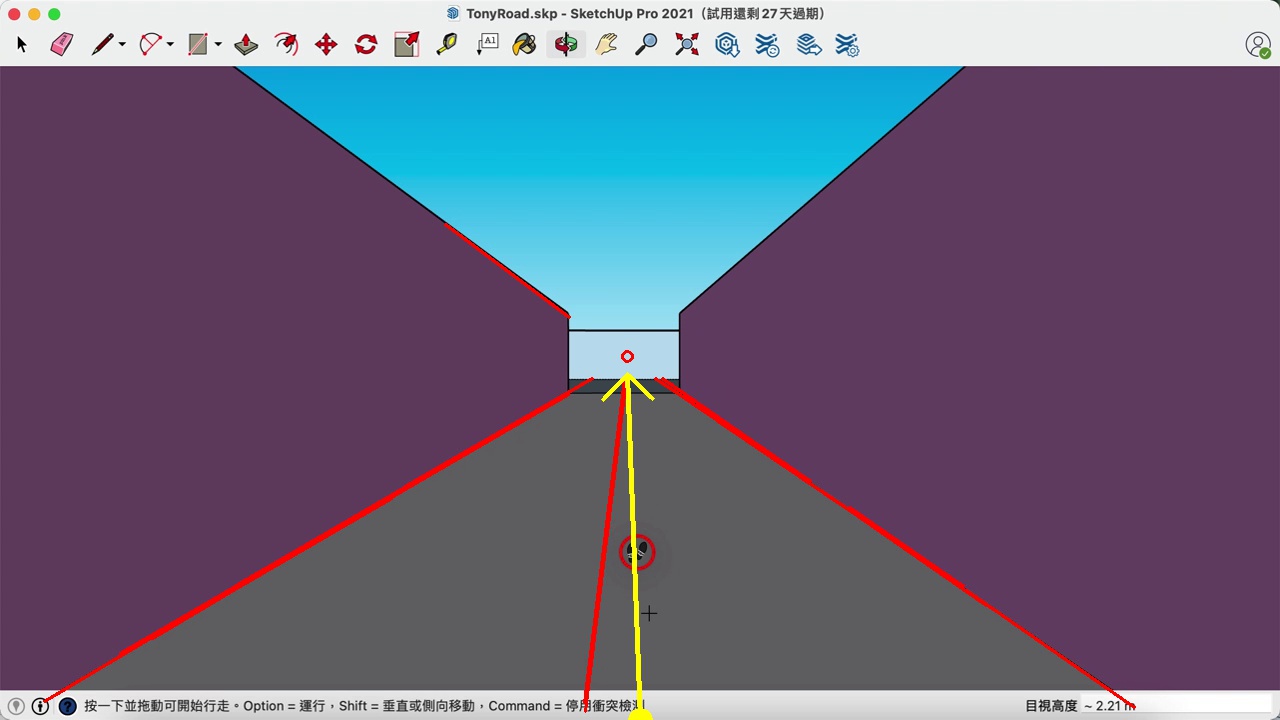 TonyRoad.skp - SketchUp Pro 2021（試用還剩 27 天過期）
A1
按一下並拖動可開始行走。Option = 運行，Shift = 垂直或側向移動，Command = 停用衝突檢測
目視高度 ~ 2.21 m